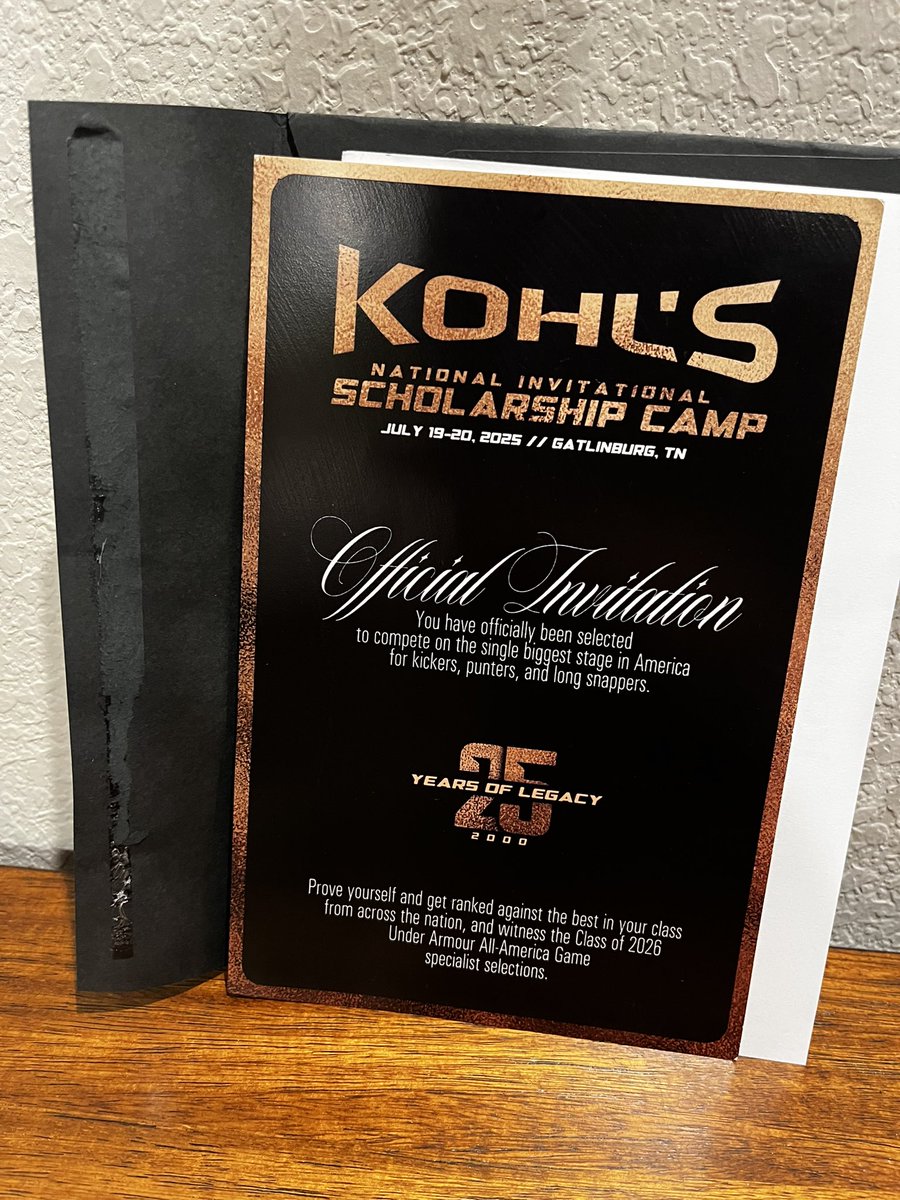 KOHL'S
NATIONAL INVITATIONAL
SCHOLARSHIP CAMP
JULY 19-20, 2025 // GATLINBURG, TN
Official Invitation
You have officially been selected
to compete on the single biggest stage in America
for kickers, punters, and long snappers.
25
YEARS OF LEGACY
2000
Prove yourself and get ranked against the best in your class
from across the nation, and witness the Class of 2026
Under Armour All-America Game
specialist selections.